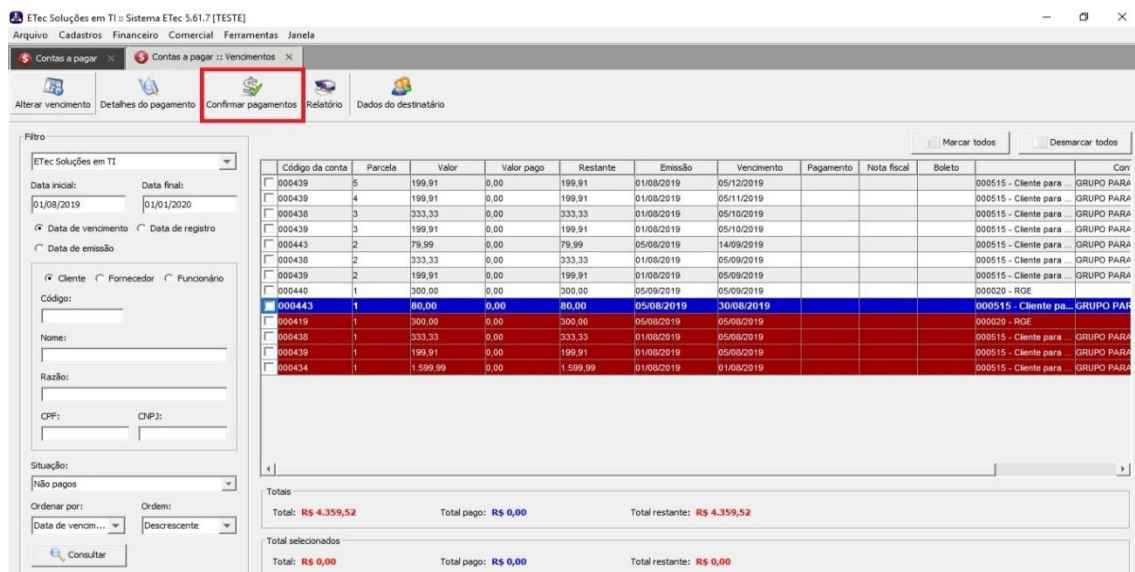 ETec Soluções em TI :: Sistema ETec 5.61.7 [TESTE]
Arquivo Cadastros Financeiro Comercial Ferramentas Janela
Contas a pagar Contas a pagar :: Vencimentos
Alterar vencimento Detalhes do pagamento Confirmar pagamentos Relatório Dados do destinatário
Filtro
ETec Soluções em TI
Data inicial: Data final:
01/08/2019 01/01/2020
Data de vencimento Data de registro
Data de emissão
Cliente Fornecedor Funcionário
Código:
Nome:
Razão:
CPF: CNPJ:
Situação:
Não pagos
Ordenar por: Ordem:
Data de vencim... Descrescente
Consultar
Marcar todos Desmarcar todos
Código da conta Parcela Valor Valor pago Restante Emissão Vencimento Pagamento Nota fiscal Boleto Con
000439 5 199,91 0,00 199,91 01/08/2019 05/12/2019 000515 - Cliente para ... GRUPO PARA
000439 4 199,91 0,00 199,91 01/08/2019 05/11/2019 000515 - Cliente para ... GRUPO PARA
000438 3 333,33 0,00 333,33 01/08/2019 05/10/2019 000515 - Cliente para ... GRUPO PARA
000439 3 199,91 0,00 199,91 01/08/2019 05/10/2019 000515 - Cliente para ... GRUPO PARA
000443 2 79,99 0,00 79,99 05/08/2019 14/09/2019 000515 - Cliente para ... GRUPO PARA
000438 2 333,33 0,00 333,33 01/08/2019 05/09/2019 000515 - Cliente para ... GRUPO PARA
000439 2 199,91 0,00 199,91 01/08/2019 05/09/2019 000515 - Cliente para ... GRUPO PARA
000440 1 300,00 0,00 300,00 05/09/2019 05/09/2019 000020 - RGE
000443 1 80,00 0,00 80,00 05/08/2019 30/08/2019 000515 - Cliente pa... GRUPO PAR
000419 1 300,00 0,00 300,00 05/08/2019 05/08/2019 000020 - RGE
000438 1 333,33 0,00 333,33 01/08/2019 05/08/2019 000515 - Cliente para ... GRUPO PARA
000439 1 199,91 0,00 199,91 01/08/2019 05/08/2019 000515 - Cliente para ... GRUPO PARA
000434 1 1.599,99 0,00 1.599,99 01/08/2019 01/08/2019 000515 - Cliente para ... GRUPO PARA
Totais
Total: R$ 4.359,52 Total pago: R$ 0,00 Total restante: R$ 4.359,52
Total selecionados
Total: R$ 0,00 Total pago: R$ 0,00 Total restante: R$ 0,00